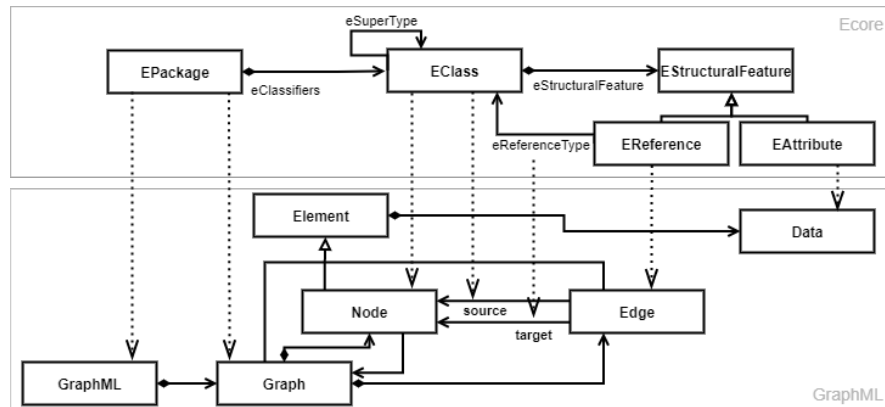 eSuperType
Ecore
EPackage
EClass
EStructuralFeature
eClassifiers
eStructuralFeature
eReferenceType
EReference
EAttribute
Element
Data
Node
source
Edge
target
GraphML
Graph
GraphML